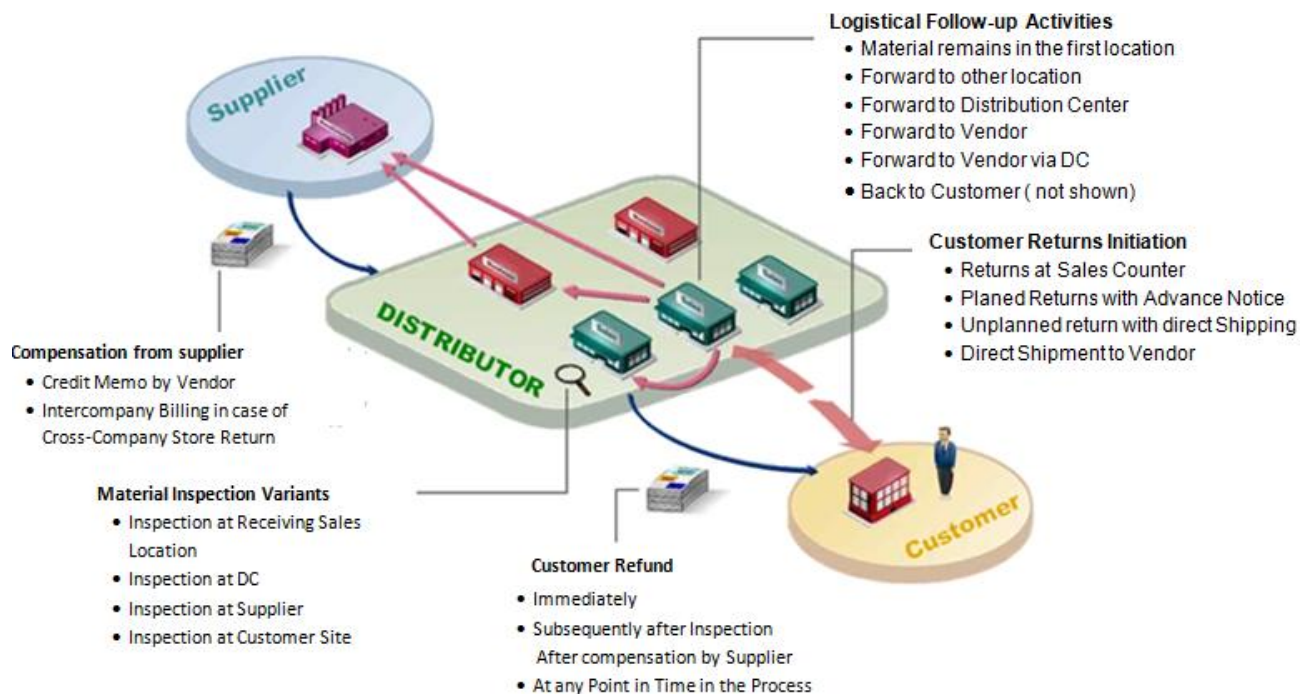 Logistical Follow-up Activities
• Material remains in the first location
• Forward to other location
• Forward to Distribution Center
• Forward to Vendor
• Forward to Vendor via DC
• Back to Customer ( not shown)
Supplier
Customer Returns Initiation
• Returns at Sales Counter
• Planed Returns with Advance Notice
• Unplanned return with direct Shipping
• Direct Shipment to Vendor
DISTRIBUTOR
Compensation from supplier
• Credit Memo by Vendor
• Intercompany Billing in case of
Cross-Company Store Return
Material Inspection Variants
• Inspection at Receiving Sales
Location
• Inspection at DC
• Inspection at Supplier
• Inspection at Customer Site
Customer
Customer Refund
• Immediately
• Subsequently after Inspection
After compensation by Supplier
• At any Point in Time in the Process